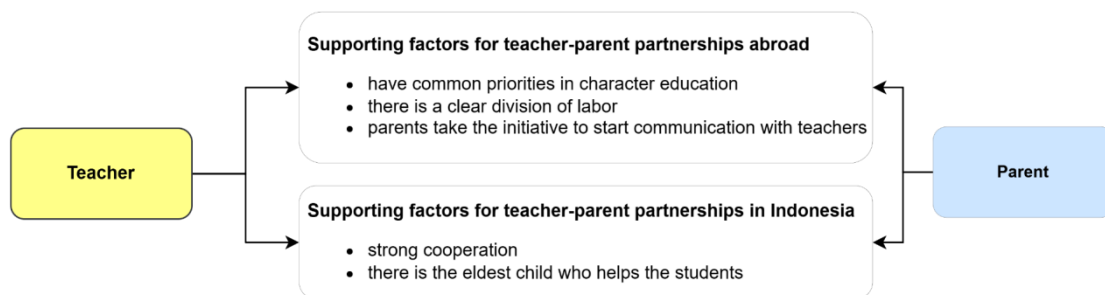 Supporting factors for teacher-parent partnerships abroad
• have common priorities in character education
• there is a clear division of labor
• parents take the initiative to start communication with teachers
Teacher
Parent
Supporting factors for teacher-parent partnerships in Indonesia
• strong cooperation
• there is the eldest child who helps the students